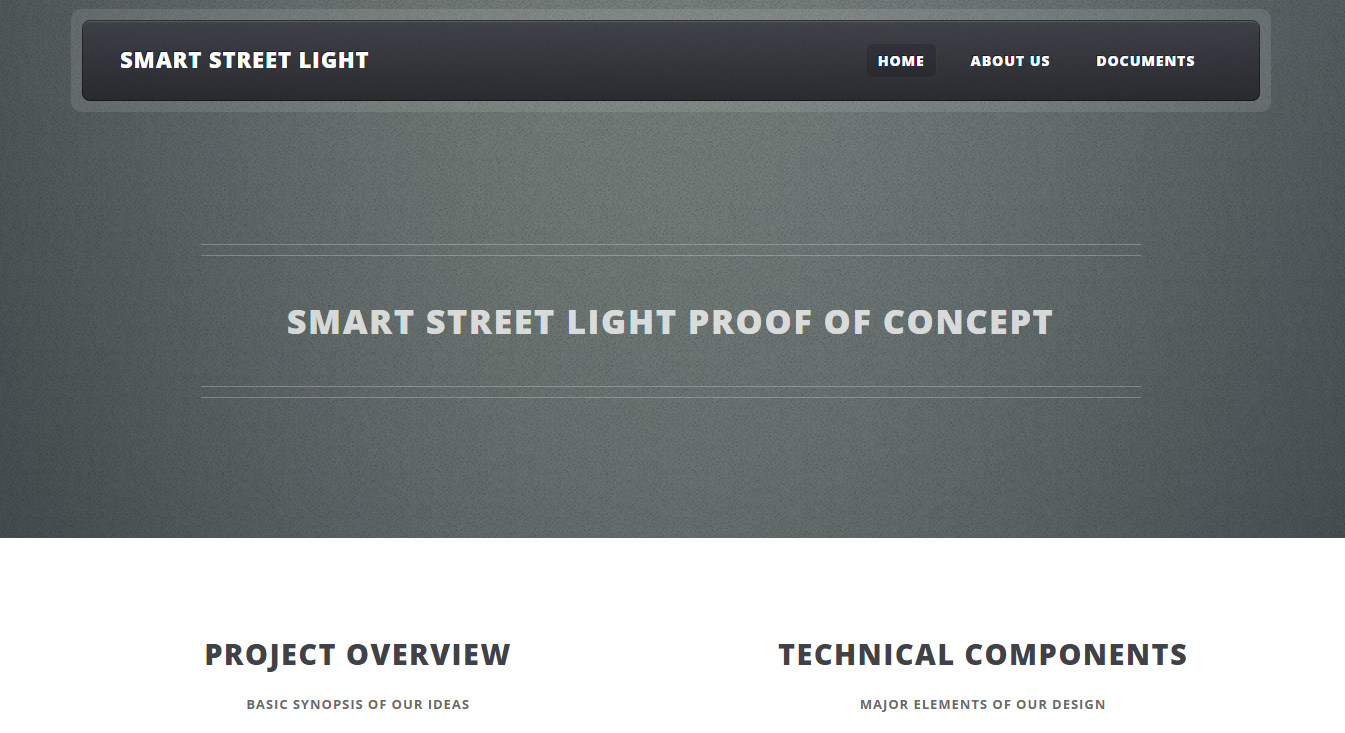 SMART STREET LIGHT
HOME ABOUT US DOCUMENTS
SMART STREET LIGHT PROOF OF CONCEPT
PROJECT OVERVIEW
BASIC SYNOPSIS OF OUR IDEAS
TECHNICAL COMPONENTS
MAJOR ELEMENTS OF OUR DESIGN